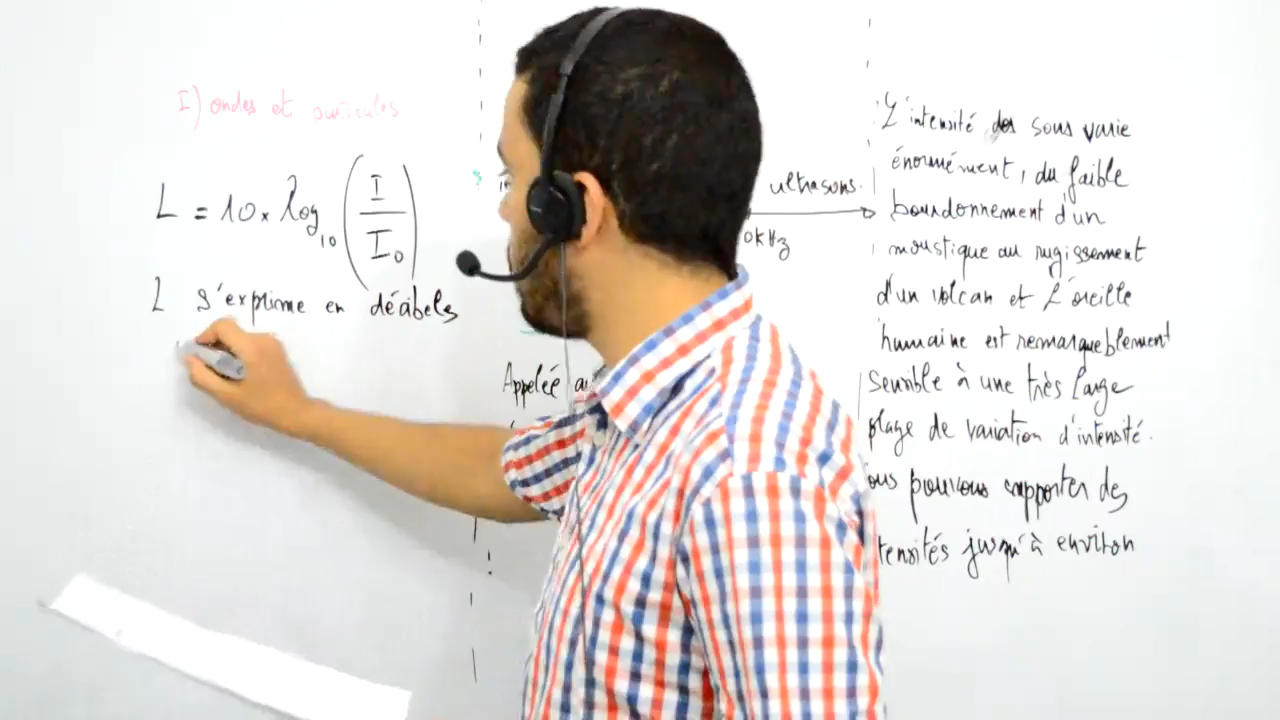 I) ondes et particules
L = 10 × log₁₀ (I / I₀)
L s'exprime en décibels
Appelée
ultrasons.
0kHz
L'intensité des sons varie
énormément, du faible
bourdonnement d'un
moustique au rugissement
d'un volcan et l'oreille
humaine est remarqueblement
sensible à une très large
plage de variation d'intensité.
ous pouvons supporter des
tensités jusqu'à environ